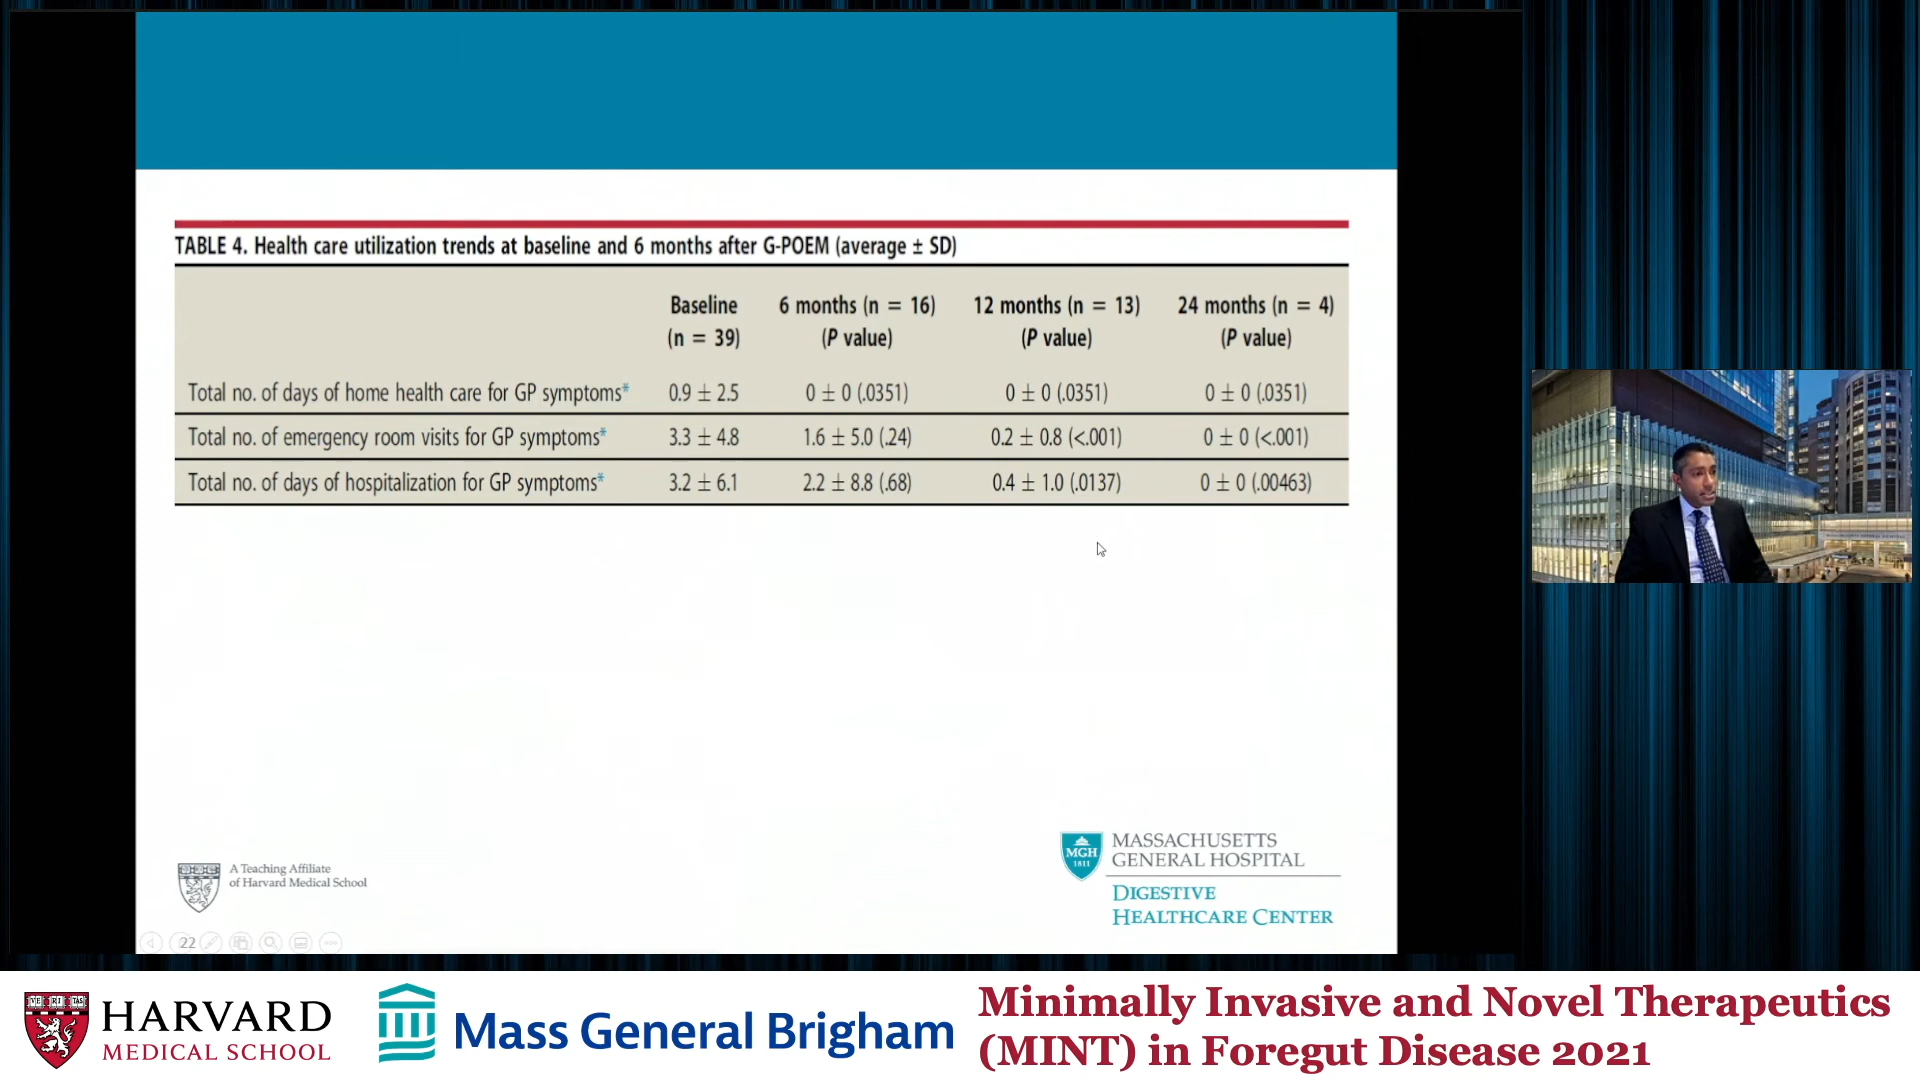 TABLE 4. Health care utilization trends at baseline and 6 months after G-POEM (average ± SD)
Baseline 6 months (n = 16) 12 months (n = 13) 24 months (n = 4)
(n = 39) (P value) (P value) (P value)
Total no. of days of home health care for GP symptoms* 0.9 ± 2.5 0 ± 0 (.0351) 0 ± 0 (.0351) 0 ± 0 (.0351)
Total no. of emergency room visits for GP symptoms* 3.3 ± 4.8 1.6 ± 5.0 (.24) 0.2 ± 0.8 (<.001) 0 ± 0 (<.001)
Total no. of days of hospitalization for GP symptoms* 3.2 ± 6.1 2.2 ± 8.8 (.68) 0.4 ± 1.0 (.0137) 0 ± 0 (.00463)
A Teaching Affiliate
of Harvard Medical School
MGH
1811
MASSACHUSETTS
GENERAL HOSPITAL
DIGESTIVE
HEALTHCARE CENTER
22
VE RI TAS
HARVARD
MEDICAL SCHOOL
Mass General Brigham
Minimally Invasive and Novel Therapeutics
(MINT) in Foregut Disease 2021